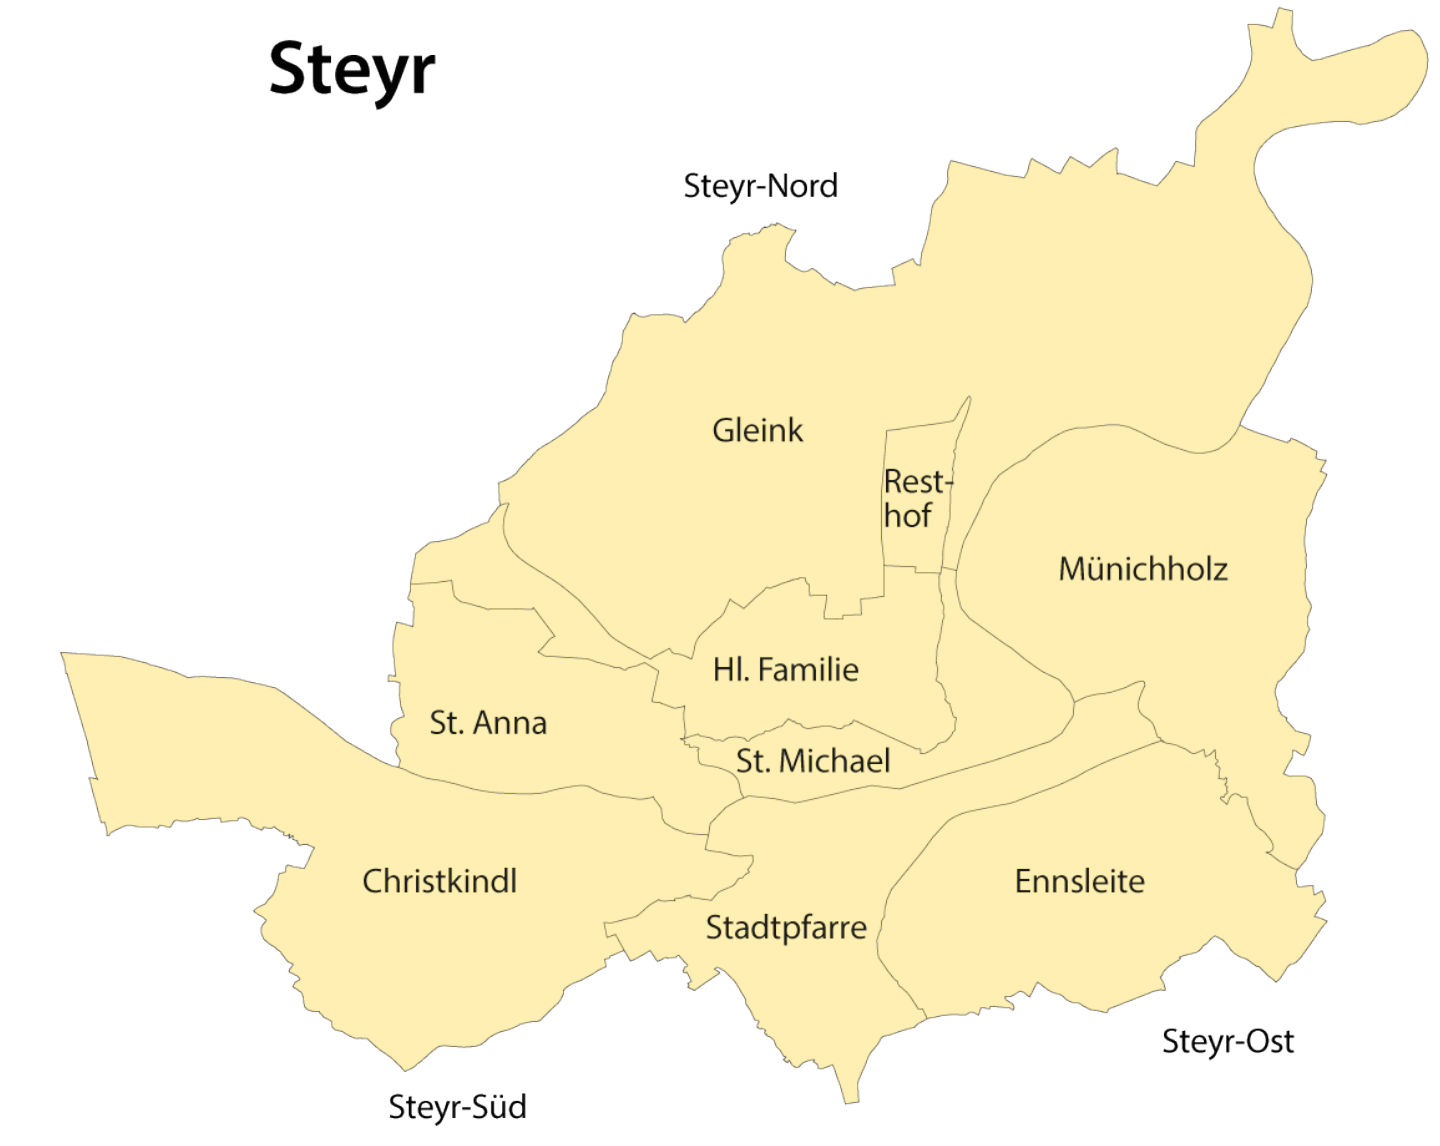 Steyr
Steyr-Nord
Gleink
Rest-
hof
Münichholz
Hl. Familie
St. Anna
St. Michael
Christkindl
Ennsleite
Stadtpfarre
Steyr-Ost
Steyr-Süd